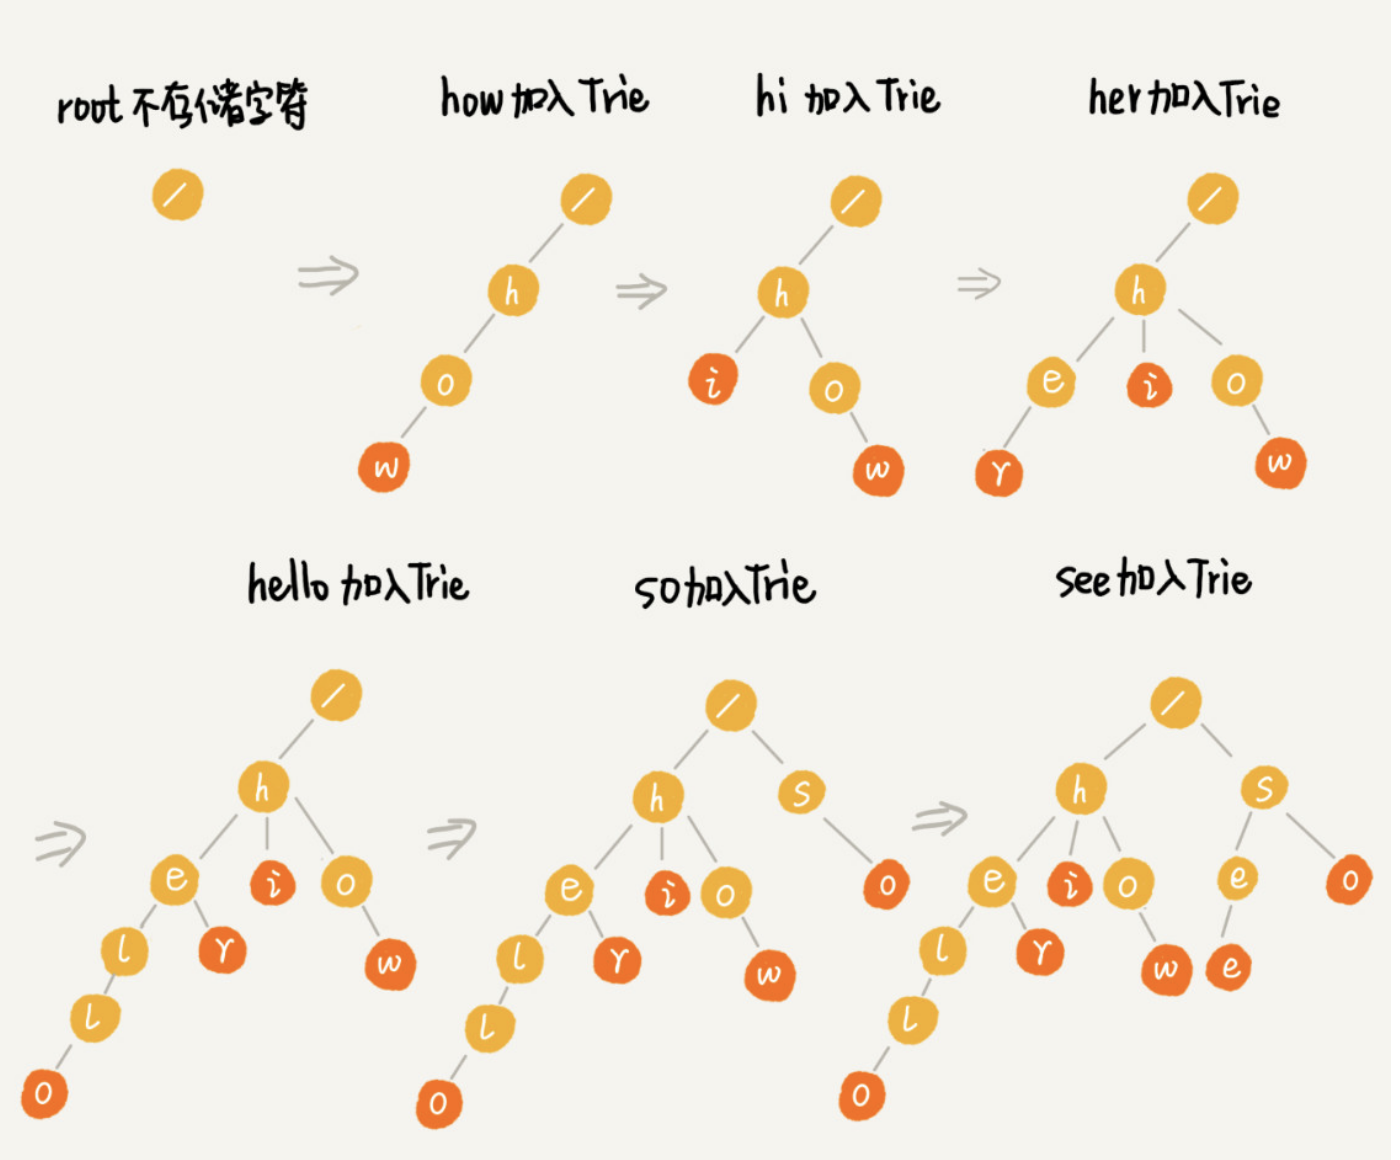 root 不存储字符
how 加入 Trie
hi 加入 Trie
her 加入 Trie
/
/
/
/
h
h
h
o
i
o
e
i
o
w
w
r
w
hello 加入 Trie
so 加入 Trie
see 加入 Trie
/
/
/
h
h
s
h
s
e
i
o
e
i
o
o
e
i
o
e
o
l
r
w
l
r
w
l
r
w
e
l
l
l
o
o
o